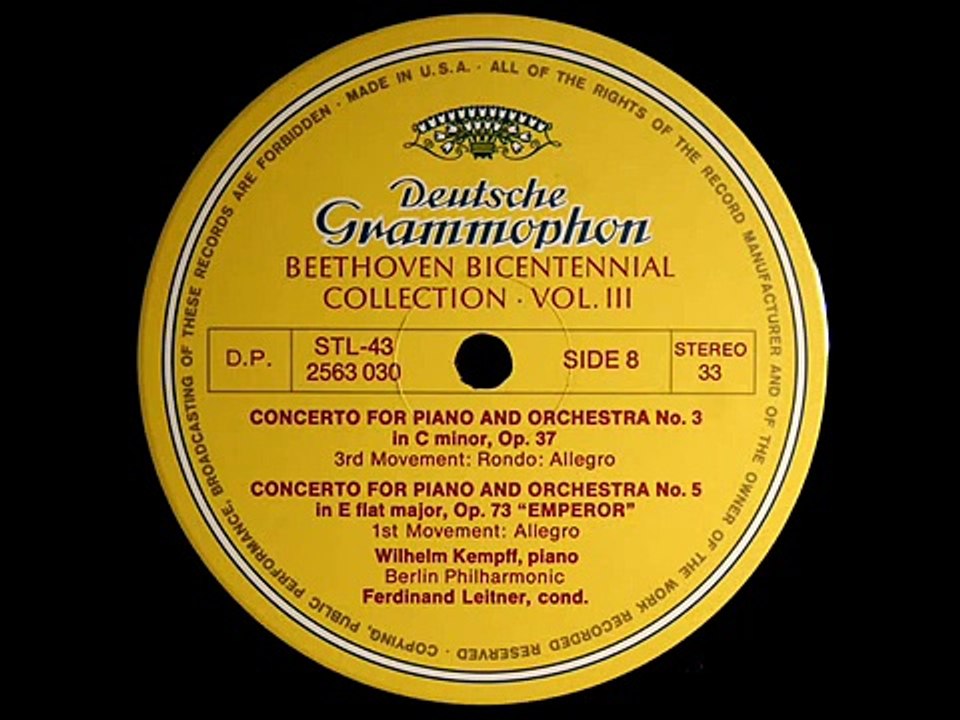 MADE IN U.S.A. · ALL OF THE RIGHTS OF THE RECORD MANUFACTURER AND OF THE OWNER OF THE WORK RECORDED RESERVED · COPYING, PUBLIC PERFORMANCE, BROADCASTING OF THESE RECORDS ARE FORBIDDEN ·
Deutsche
Grammophon
BEETHOVEN BICENTENNIAL
COLLECTION · VOL. III
D.P.
STL-43
2563 030
SIDE 8
STEREO
33
CONCERTO FOR PIANO AND ORCHESTRA No. 3
in C minor, Op. 37
3rd Movement: Rondo: Allegro
CONCERTO FOR PIANO AND ORCHESTRA No. 5
in E flat major, Op. 73 “EMPEROR”
1st Movement: Allegro
Wilhelm Kempff, piano
Berlin Philharmonic
Ferdinand Leitner, cond.